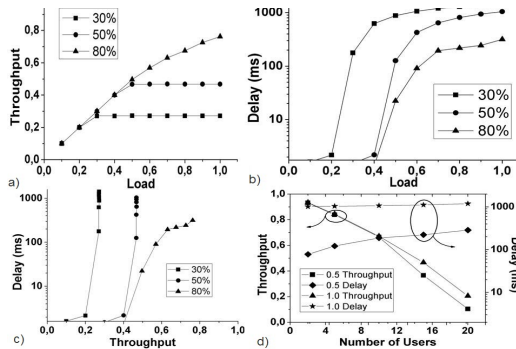 30%
50%
80%
0,8
0,6
0,4
0,2
0,0
Throughput
0,0 0,2 0,4 0,6 0,8 1,0
Load
a)
1000
100
10
Delay (ms)
30%
50%
80%
0,0 0,2 0,4 0,6 0,8 1,0
Load
b)
1000
100
10
Delay (ms)
30%
50%
80%
0,0 0,2 0,4 0,6 0,8 1,0
Throughput
c)
1,0
0,8
0,6
0,4
0,2
0,0
Throughput
0.5 Throughput
0.5 Delay
1.0 Throughput
1.0 Delay
1000
100
10
Delay (ms)
0 5 10 15 20
Number of Users
d)